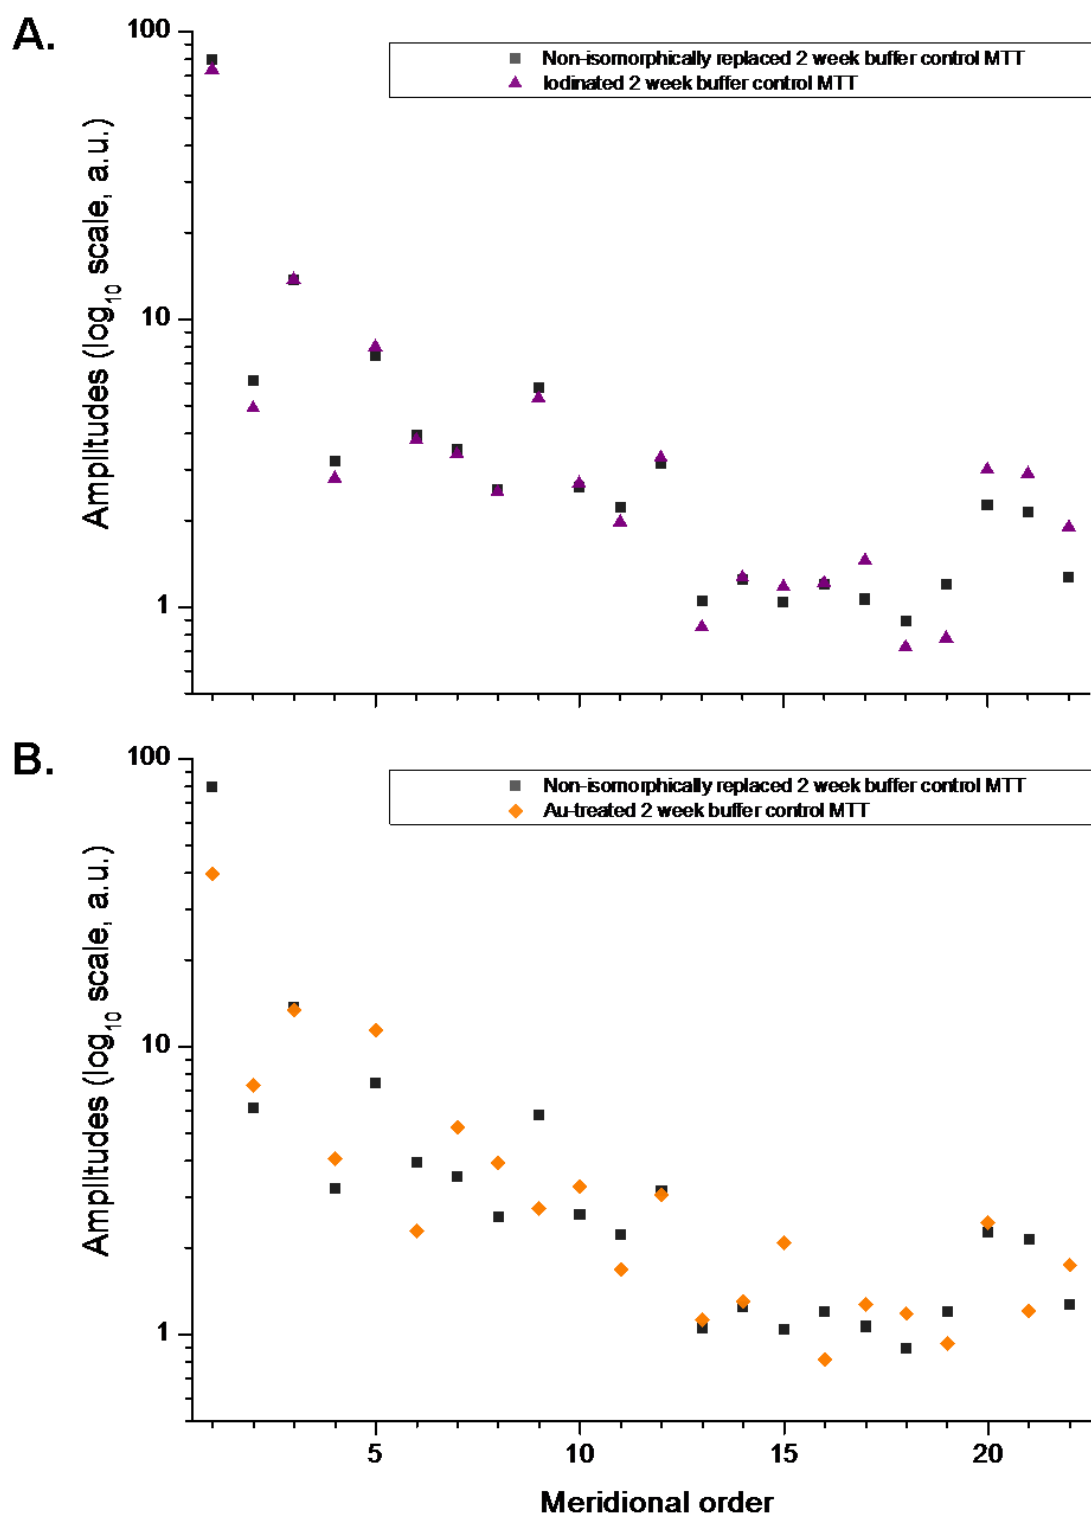 A.
100
Non-isomorphically replaced 2 week buffer control MTT
Iodinated 2 week buffer control MTT
10
1
Amplitudes (log10 scale, a.u.)
B.
100
Non-isomorphically replaced 2 week buffer control MTT
Au-treated 2 week buffer control MTT
10
1
Amplitudes (log10 scale, a.u.)
5 10 15 20
Meridional order